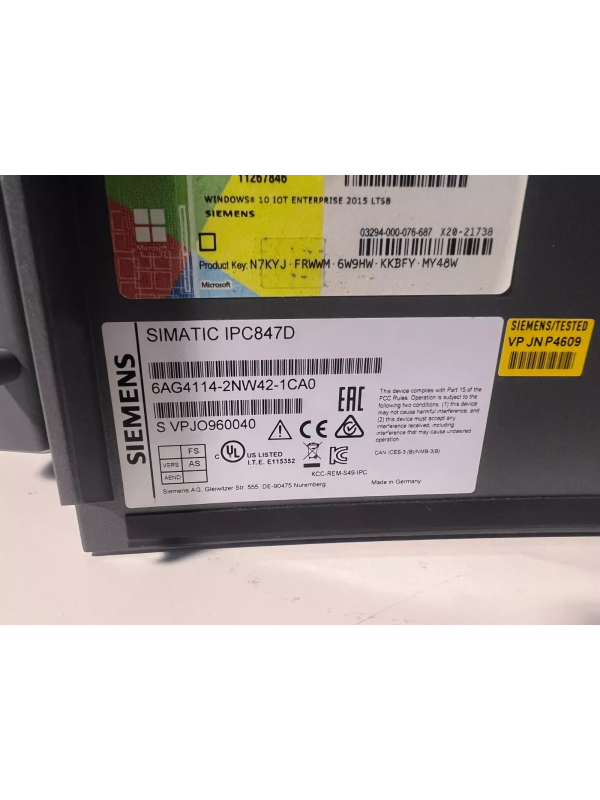 11267846
WINDOWS® 10 IOT ENTERPRISE 2015 LTSB
SIEMENS
Microsoft
03294-000-076-687 X20-21738
Product Key: N7KYJ-FRWWM-6W9HW-KKBFY-MY48W
Microsoft
SIEMENS/TESTED
VP JN P4609
SIEMENS
SIMATIC IPC847D
6AG4114-2NW42-1CA0
S VPJO960040
EAC
CE
This device complies with Part 15 of the
FCC Rules. Operation is subject to the
following two conditions: (1) this device
may not cause harmful interference, and
(2) this device must accept any
interference received, including
interference that may cause undesired
operation.
CAN ICES-3 (B)/NMB-3(B)
FS
VERS AS
AEND
c UL US LISTED
I.T.E. E115352
KCC-REM-S49-IPC
Siemens AG, Gleiwitzer Str. 555, DE-90475 Nuremberg
Made in Germany